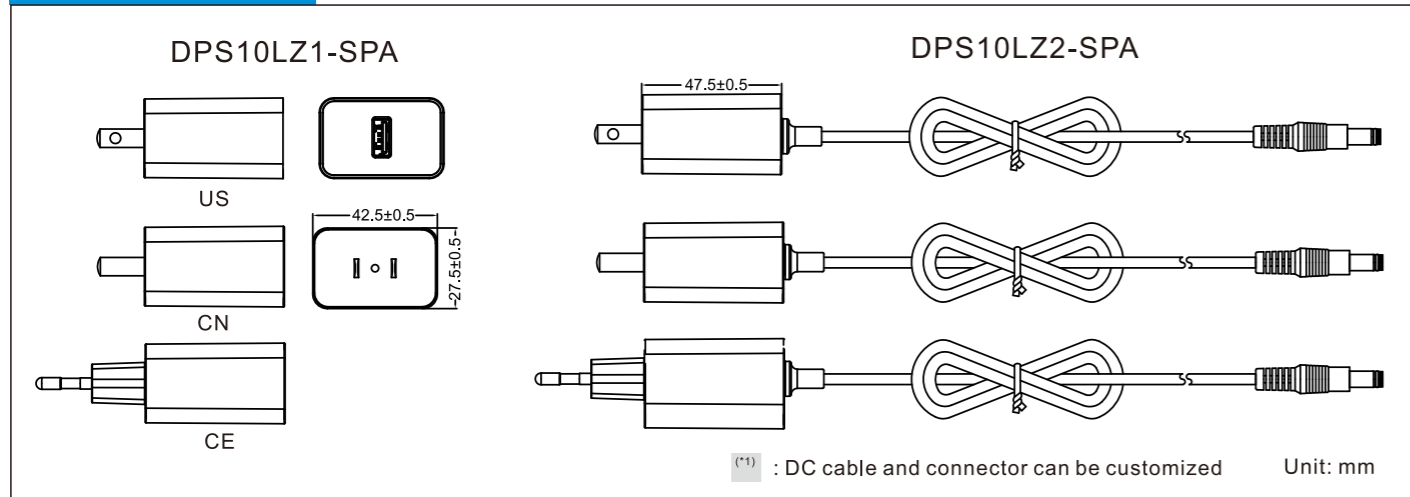 DPS10LZ1-SPA
DPS10LZ2-SPA
47.5±0.5
US
42.5±0.5
27.5±0.5
CN
CE
(*1) : DC cable and connector can be customized
Unit: mm